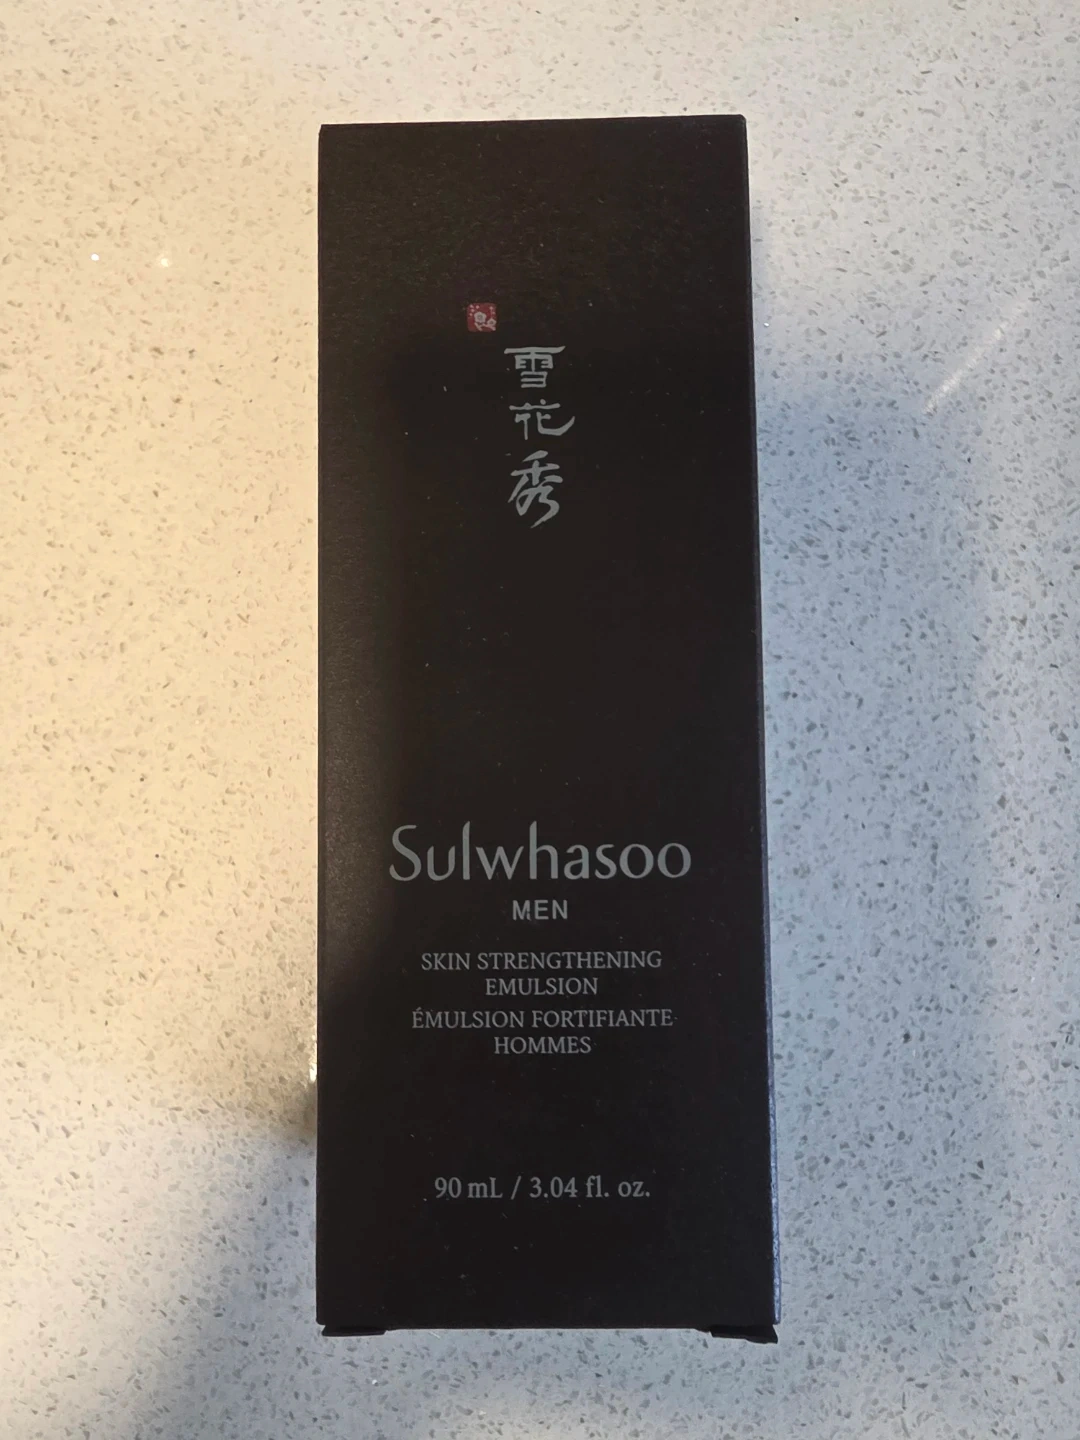 雪
花
秀
Sulwhasoo
MEN
SKIN STRENGTHENING
EMULSION
ÉMULSION FORTIFIANTE
HOMMES
90 mL / 3.04 fl. oz.